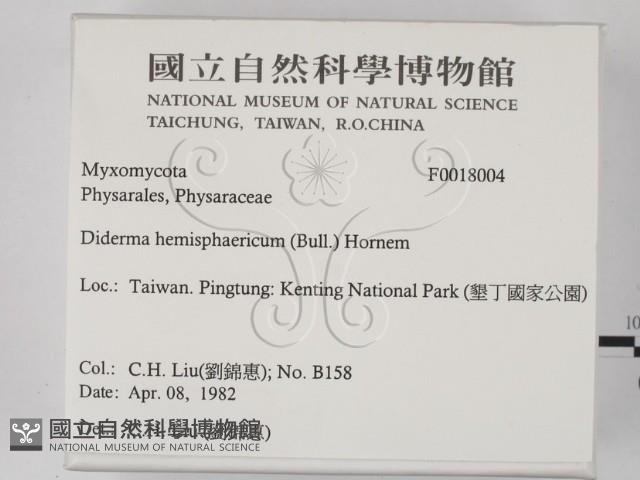 國立自然科學博物館
NATIONAL MUSEUM OF NATURAL SCIENCE
TAICHUNG, TAIWAN, R.O.CHINA
Myxomycota F0018004
Physarales, Physaraceae
Diderma hemisphaericum (Bull.) Hornem
Loc.: Taiwan. Pingtung: Kenting National Park (墾丁國家公園)
10
Col.: C.H. Liu(劉錦惠); No. B158
Date: Apr. 08, 1982
國立自然科學博物館
NATIONAL MUSEUM OF NATURAL SCIENCE